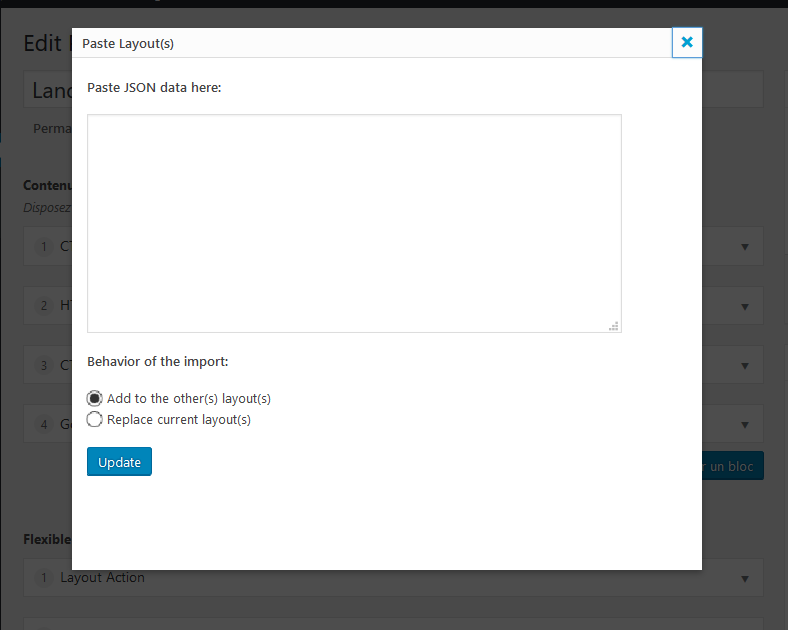 Edit
Paste Layout(s)
Land
Paste JSON data here:
Perma
Contenu
Disposez
1 CT
2 HT
3 CT
4 Ge
Behavior of the import:
Add to the other(s) layout(s)
Replace current layout(s)
Update
r un bloc
Flexible
1 Layout Action